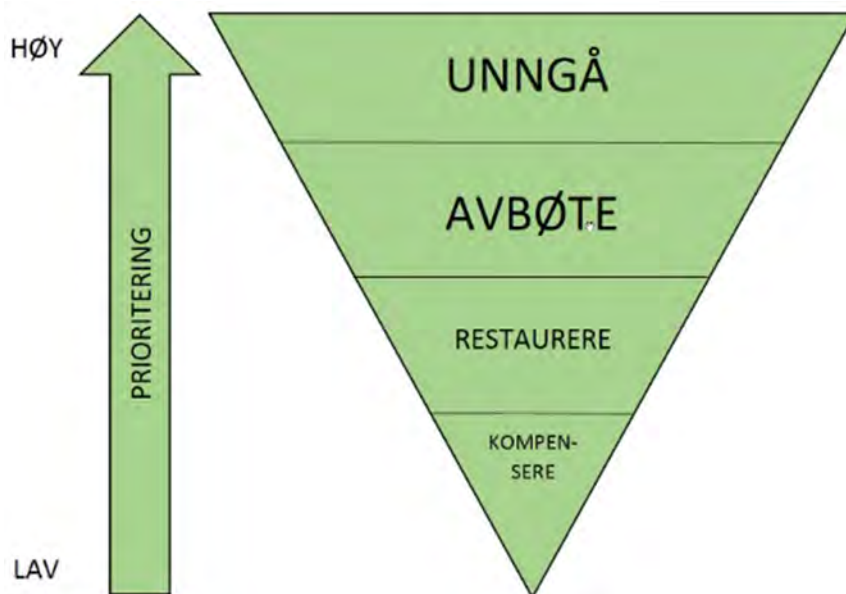 HØY
UNNGÅ
AVBØTE
PRIORITERING
RESTAURERE
KOMPEN-
SERE
LAV